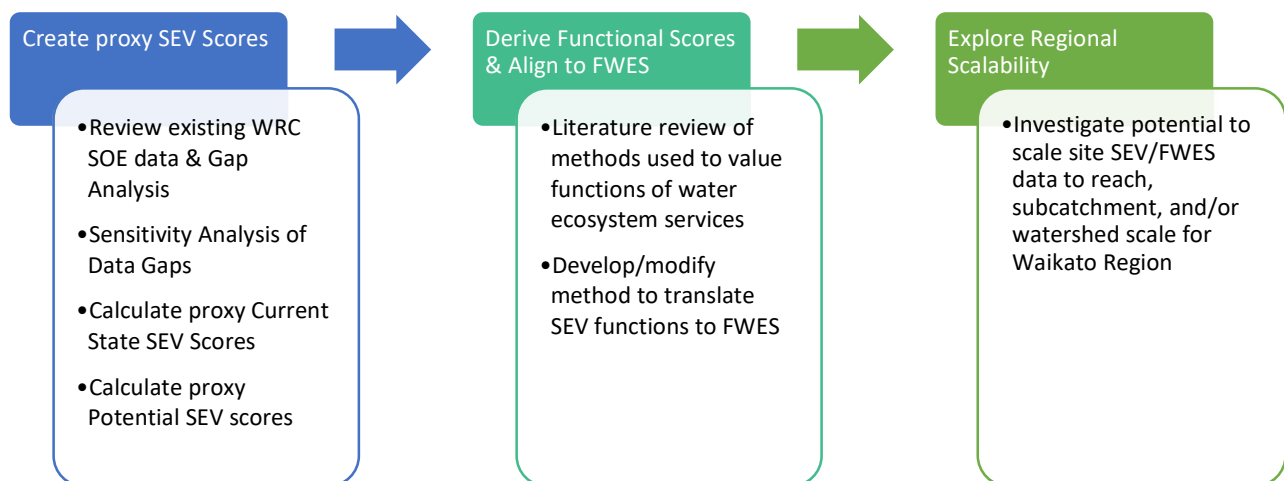 Create proxy SEV Scores
•Review existing WRC
SOE data & Gap
Analysis
•Sensitivity Analysis of
Data Gaps
•Calculate proxy Current
State SEV Scores
•Calculate proxy
Potential SEV scores
Derive Functional Scores
& Align to FWES
•Literature review of
methods used to value
functions of water
ecosystem services
•Develop/modify
method to translate
SEV functions to FWES
Explore Regional
Scalability
•Investigate potential to
scale site SEV/FWES
data to reach,
subcatchment, and/or
watershed scale for
Waikato Region